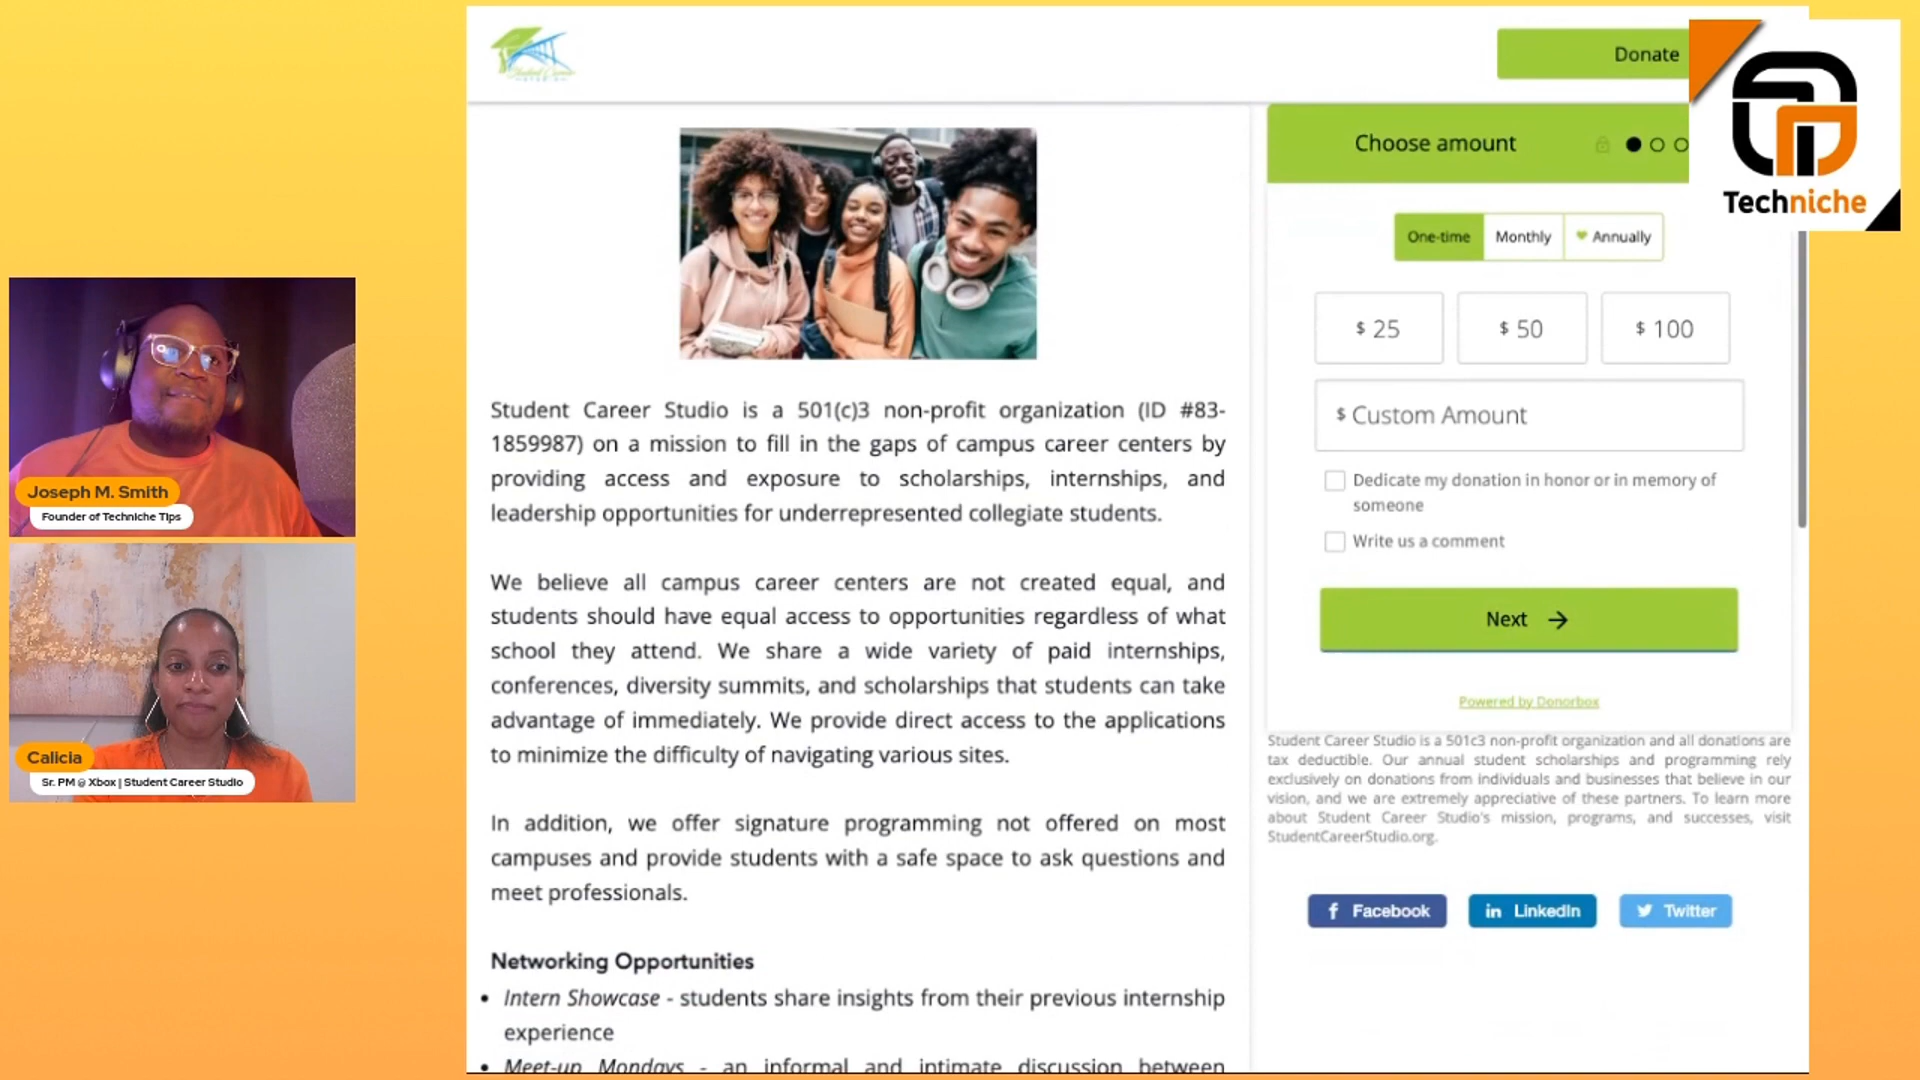 Donate
Techniche
Choose amount
One-time
Monthly
Annually
$ 25
$ 50
$ 100
$ Custom Amount
Dedicate my donation in honor or in memory of
someone
Write us a comment
Next
Powered by Donorbox
Student Career Studio is a 501c3 non-profit organization and all donations are
tax deductible. Our annual student scholarships and programming rely
exclusively on donations from individuals and businesses that believe in our
vision, and we are extremely appreciative of these partners. To learn more
about Student Career Studio's mission, programs, and successes, visit
StudentCareerStudio.org.
Facebook
LinkedIn
Twitter
Student Career Studio is a 501(c)3 non-profit organization (ID #83-
1859987) on a mission to fill in the gaps of campus career centers by
providing access and exposure to scholarships, internships, and
leadership opportunities for underrepresented collegiate students.
We believe all campus career centers are not created equal, and
students should have equal access to opportunities regardless of what
school they attend. We share a wide variety of paid internships,
conferences, diversity summits, and scholarships that students can take
advantage of immediately. We provide direct access to the applications
to minimize the difficulty of navigating various sites.
In addition, we offer signature programming not offered on most
campuses and provide students with a safe space to ask questions and
meet professionals.
Networking Opportunities
• Intern Showcase - students share insights from their previous internship
experience
• Meet-up Mondays - an informal and intimate discussion between
Joseph M. Smith
Founder of Techniche Tips
Calicia
Sr. PM @ Xbox | Student Career Studio